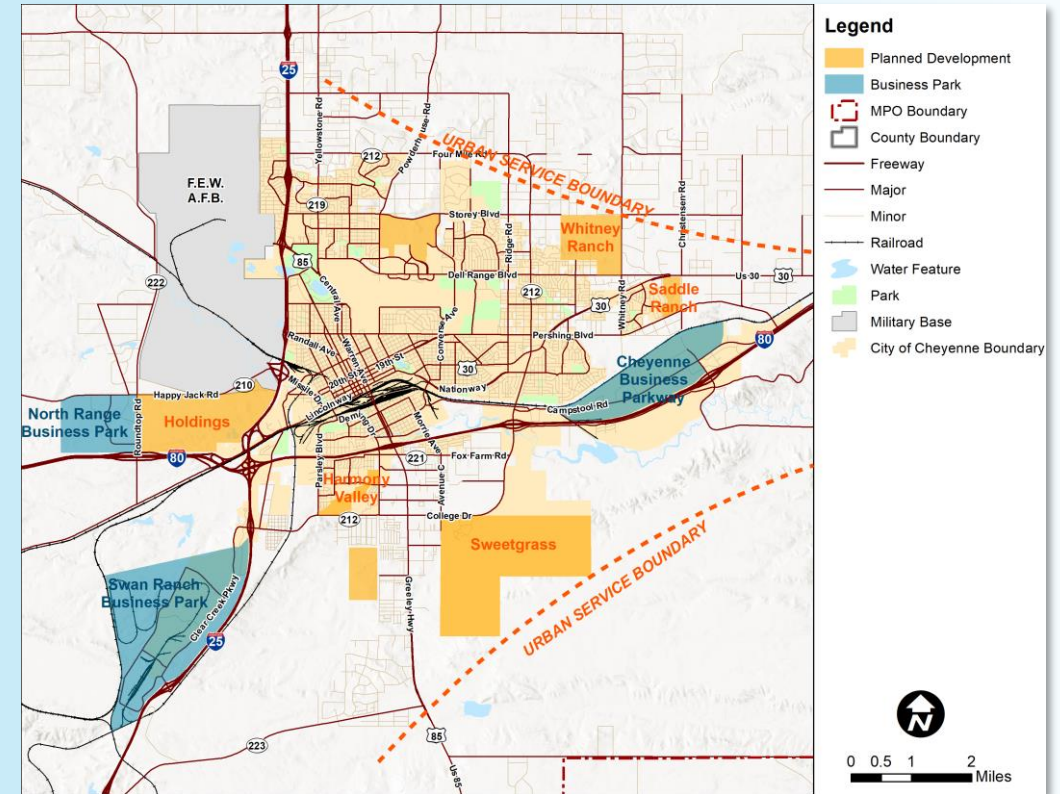 25
Yellowstone Rd
Powderhouse Rd
212
Four Mile Rd
URBAN SERVICE BOUNDARY
F.E.W.
A.F.B.
219
Storey Blvd
Ridge Rd
Whitney
Ranch
Christensen Rd
85
222
Central Ave
Dell Range Blvd
212
Us 30
30
30
Whitney Rd
Saddle
Ranch
Converse Ave
Randall Ave
Warren Ave
Pershing Blvd
80
20th St
19th St
30
Cheyenne
Business
Parkway
210
Missile Dr
Nationway
Happy Jack Rd
Lincolnway
Campstool Rd
North Range
Business Park
Roundtop Rd
Holdings
Deming Dr
Morrie Ave
80
Parsley Blvd
221
Fox Farm Rd
Harmony
Valley
Avenue C
212
College Dr
Sweetgrass
URBAN SERVICE BOUNDARY
Swan Ranch
Business Park
Clear Creek Pkwy
Greeley Hwy
25
223
85
Us 85
Legend
Planned Development
Business Park
MPO Boundary
County Boundary
Freeway
Major
Minor
Railroad
Water Feature
Park
Military Base
City of Cheyenne Boundary
N
0 0.5 1 2
Miles